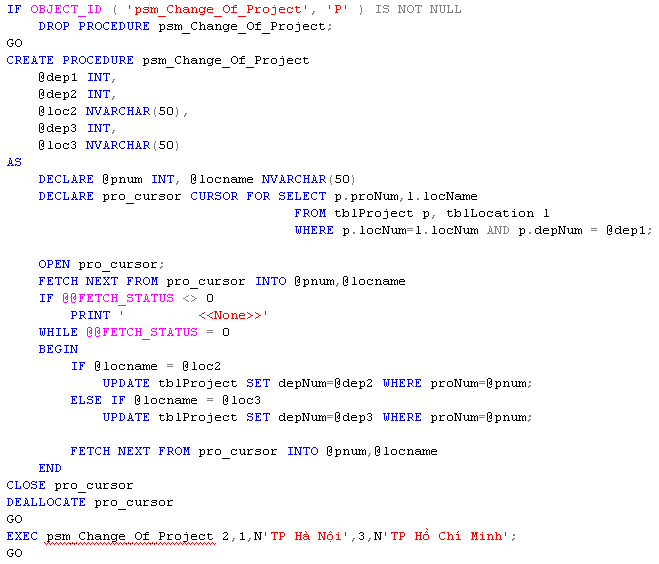 IF OBJECT_ID ( 'psm_Change_Of_Project', 'P' ) IS NOT NULL
    DROP PROCEDURE psm_Change_Of_Project;
GO
CREATE PROCEDURE psm_Change_Of_Project
    @dep1 INT,
    @dep2 INT,
    @loc2 NVARCHAR(50),
    @dep3 INT,
    @loc3 NVARCHAR(50)
AS
    DECLARE @pnum INT, @locname NVARCHAR(50)
    DECLARE pro_cursor CURSOR FOR SELECT p.proNum,l.locName
                                    FROM tblProject p, tblLocation l
                                    WHERE p.locNum=l.locNum AND p.depNum = @dep1;

    OPEN pro_cursor;
    FETCH NEXT FROM pro_cursor INTO @pnum,@locname
    IF @@FETCH_STATUS <> 0
        PRINT '         <<None>>'
    WHILE @@FETCH_STATUS = 0
    BEGIN
        IF @locname = @loc2
            UPDATE tblProject SET depNum=@dep2 WHERE proNum=@pnum;
        ELSE IF @locname = @loc3
            UPDATE tblProject SET depNum=@dep3 WHERE proNum=@pnum;

        FETCH NEXT FROM pro_cursor INTO @pnum,@locname
    END
CLOSE pro_cursor
DEALLOCATE pro_cursor
GO
EXEC psm_Change_Of_Project 2,1,N'TP Hà Nội',3,N'TP Hồ Chí Minh';
GO